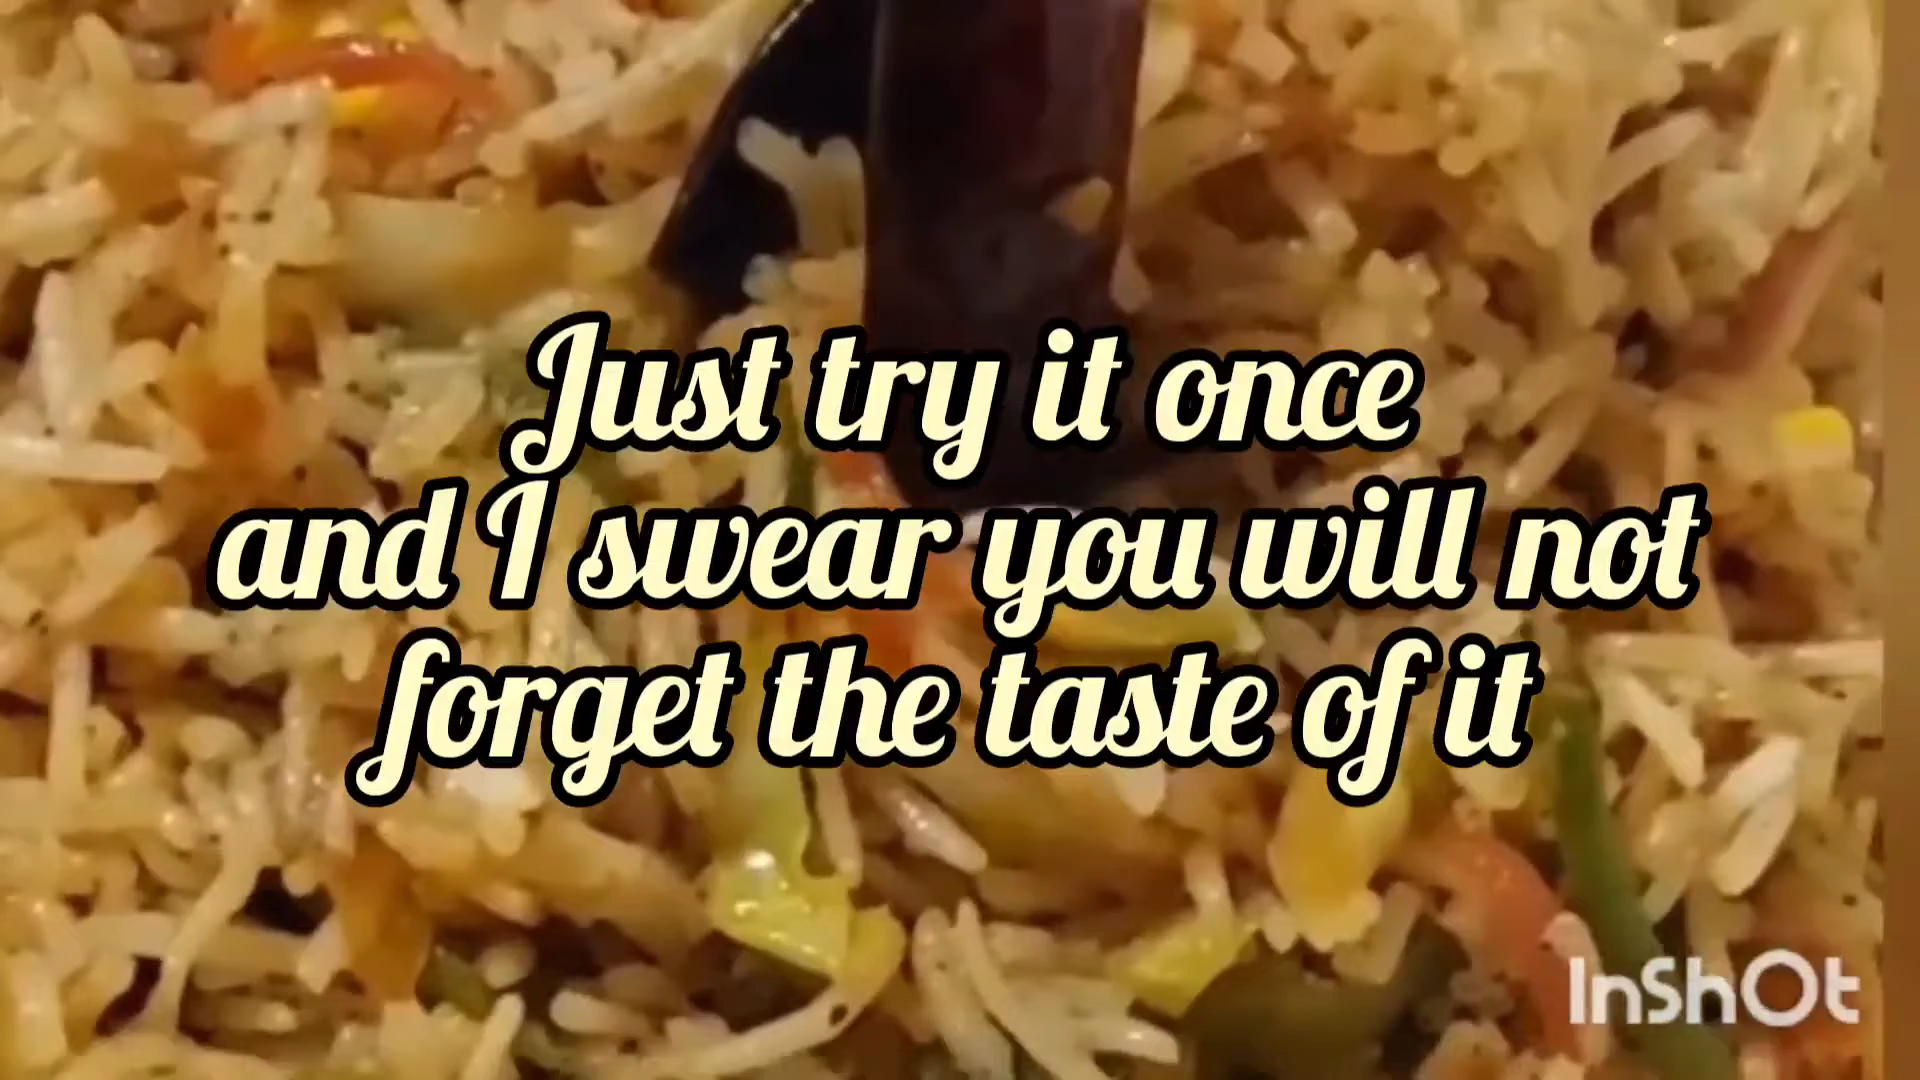 Just try it once
and I swear you will not
forget the taste of it
InShOt